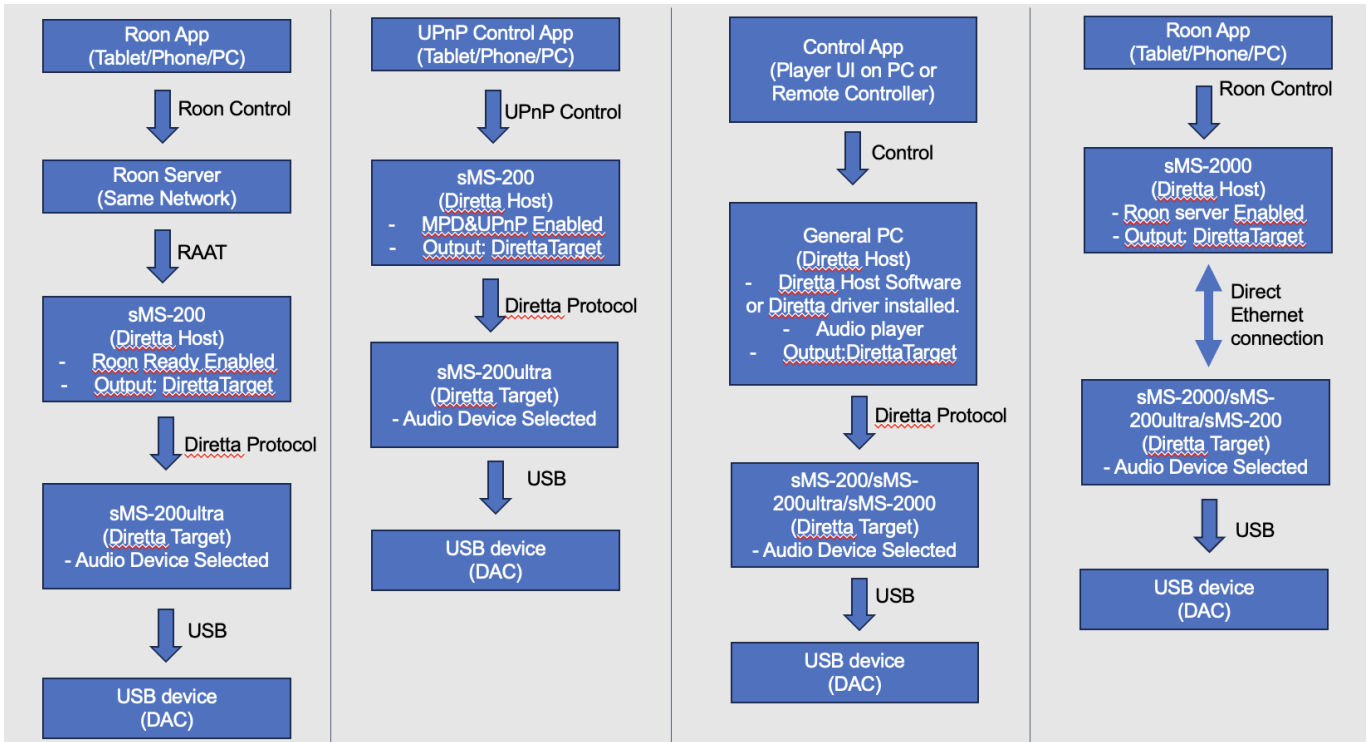 Roon App
(Tablet/Phone/PC)
Roon Control
Roon Server
(Same Network)
RAAT
sMS-200
(Diretta Host)
- Roon Ready Enabled
- Output: DirettaTarget
Diretta Protocol
sMS-200ultra
(Diretta Target)
- Audio Device Selected
USB
USB device
(DAC)
UPnP Control App
(Tablet/Phone/PC)
UPnP Control
sMS-200
(Diretta Host)
- MPD&UPnP Enabled
- Output: DirettaTarget
Diretta Protocol
sMS-200ultra
(Diretta Target)
- Audio Device Selected
USB
USB device
(DAC)
Control App
(Player UI on PC or
Remote Controller)
Control
General PC
(Diretta Host)
- Diretta Host Software
or Diretta driver installed.
- Audio player
- Output:DirettaTarget
Diretta Protocol
sMS-200/sMS-
200ultra/sMS-2000
(Diretta Target)
- Audio Device Selected
USB
USB device
(DAC)
Roon App
(Tablet/Phone/PC)
Roon Control
sMS-2000
(Diretta Host)
- Roon server Enabled
- Output: DirettaTarget
Direct
Ethernet
connection
sMS-2000/sMS-
200ultra/sMS-200
(Diretta Target)
- Audio Device Selected
USB
USB device
(DAC)